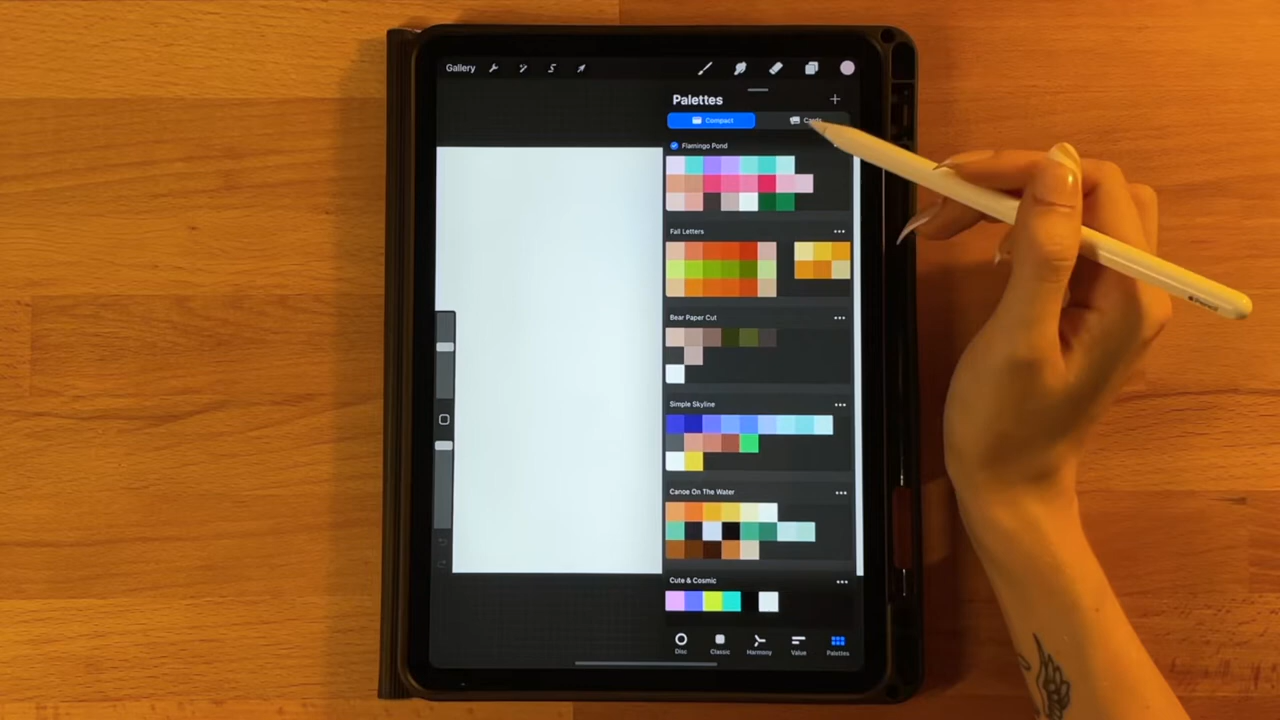 Gallery
Palettes
Compact
Cards
Flamingo Pond
Fall Letters
Bear Paper Cut
Simple Skyline
Canoe On The Water
Cute & Cosmic
Disc Classic Harmony Value Palettes